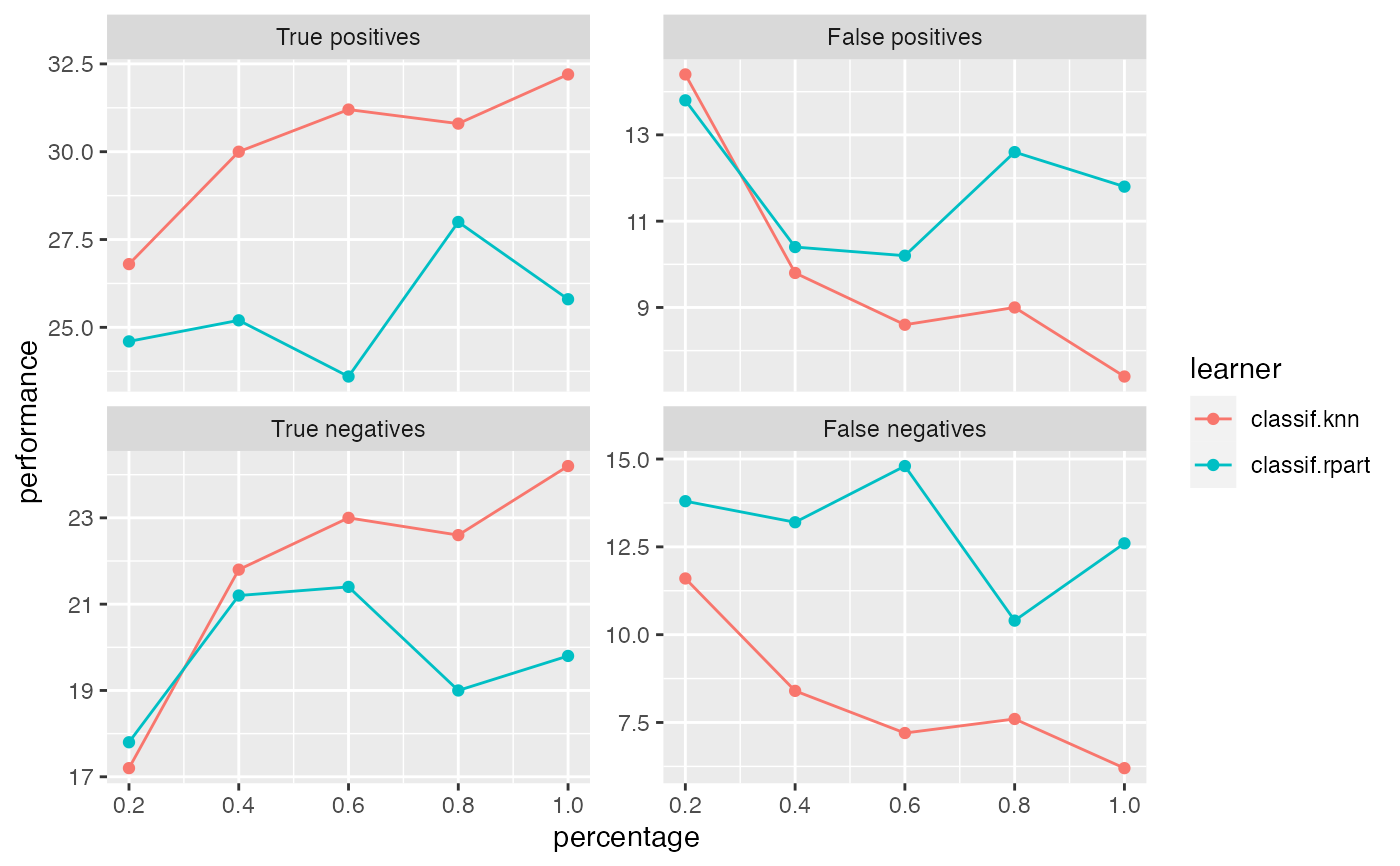 True positives
False positives
32.5
30.0
27.5
25.0
13
11
9
performance
True negatives
False negatives
23
21
19
17
15.0
12.5
10.0
7.5
0.2 0.4 0.6 0.8 1.0
0.2 0.4 0.6 0.8 1.0
percentage
learner
classif.knn
classif.rpart